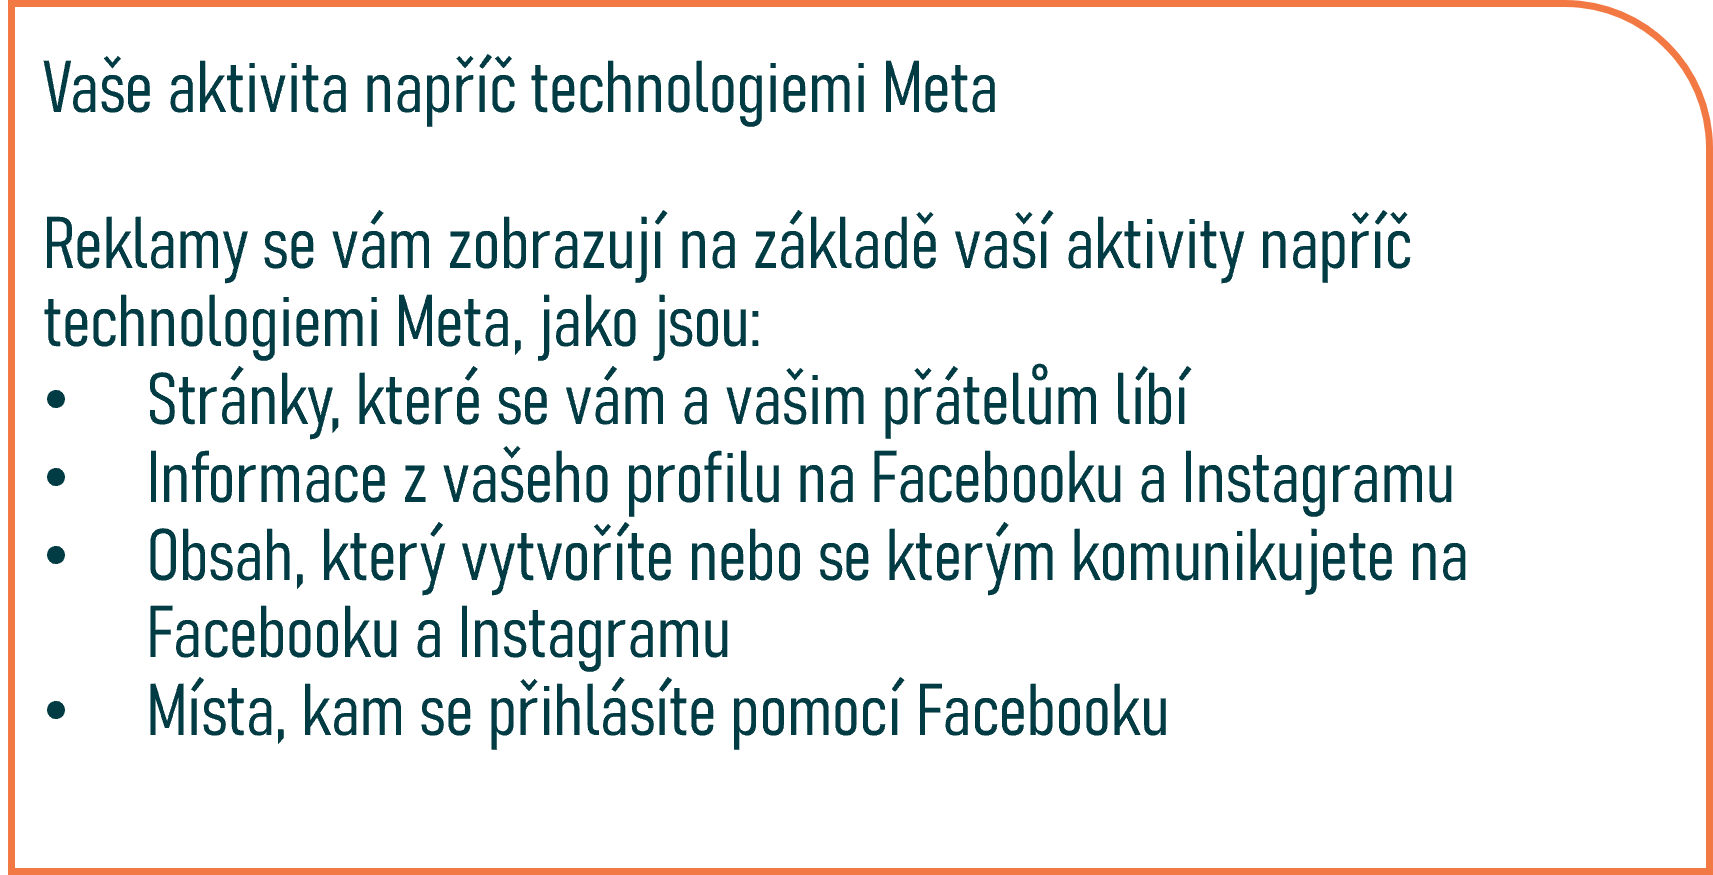 Vaše aktivita napříč technologiemi Meta
Reklamy se vám zobrazují na základě vaší aktivity napříč
technologiemi Meta, jako jsou:
• Stránky, které se vám a vašim přátelům líbí
• Informace z vašeho profilu na Facebooku a Instagramu
• Obsah, který vytvoříte nebo se kterým komunikujete na
Facebooku a Instagramu
• Místa, kam se přihlásíte pomocí Facebooku